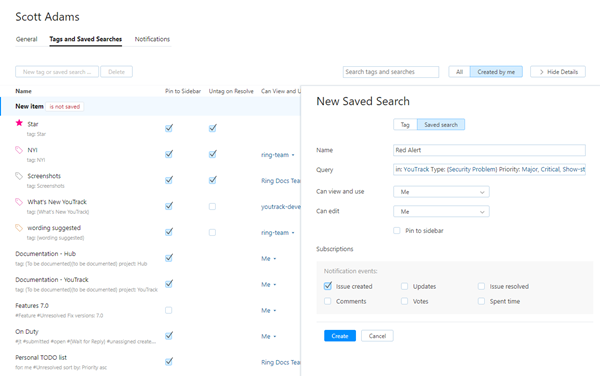 Scott Adams
General Tags and Saved Searches Notifications
New tag or saved search ... Delete
Search tags and searches All Created by me Hide Details
Name Pin to Sidebar Untag on Resolve Can View and U
New item is not saved
Star
tag: Star
NYI ring-team
tag: NYI
Screenshots Ring Docs Tea
tag: Screenshots
What's New YouTrack youtrack-deve
tag: {What's New YouTrack}
wording suggested ring-team
tag: {wording suggested}
Documentation - Hub Me
tag: {To be documented} project: Hub
Documentation - YouTrack Me
tag: {To be documented} project: YouTrack
Features 7.0 Me
#Feature #Unresolved Fix versions: 7.0
On Duty Me
#jt #submitted #open #{Wait for Reply} #unassigned create...
Personal TODO list Ring Docs Tea
for: me #Unresolved sort by: Priority asc
New Saved Search
Tag Saved search
Name Red Alert
Query in: YouTrack Type: {Security Problem} Priority: Major, Critical, Show-st
Can view and use Me
Can edit Me
Pin to sidebar
Subscriptions
Notification events:
Issue created Updates Issue resolved
Comments Votes Spent time
Create Cancel